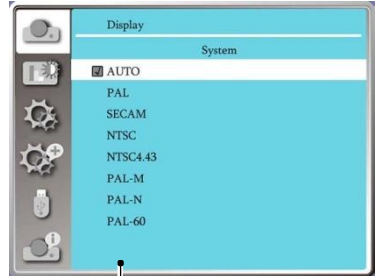 Display
System
AUTO
PAL
SECAM
NTSC
NTSC4.43
PAL-M
PAL-N
PAL-60